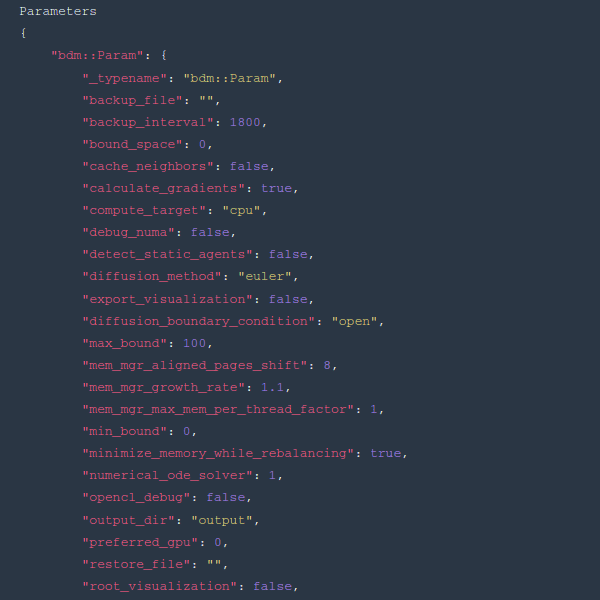 Parameters
{
    "bdm::Param": {
        "_typename": "bdm::Param",
        "backup_file": "",
        "backup_interval": 1800,
        "bound_space": 0,
        "cache_neighbors": false,
        "calculate_gradients": true,
        "compute_target": "cpu",
        "debug_numa": false,
        "detect_static_agents": false,
        "diffusion_method": "euler",
        "export_visualization": false,
        "diffusion_boundary_condition": "open",
        "max_bound": 100,
        "mem_mgr_aligned_pages_shift": 8,
        "mem_mgr_growth_rate": 1.1,
        "mem_mgr_max_mem_per_thread_factor": 1,
        "min_bound": 0,
        "minimize_memory_while_rebalancing": true,
        "numerical_ode_solver": 1,
        "opencl_debug": false,
        "output_dir": "output",
        "preferred_gpu": 0,
        "restore_file": "",
        "root_visualization": false,